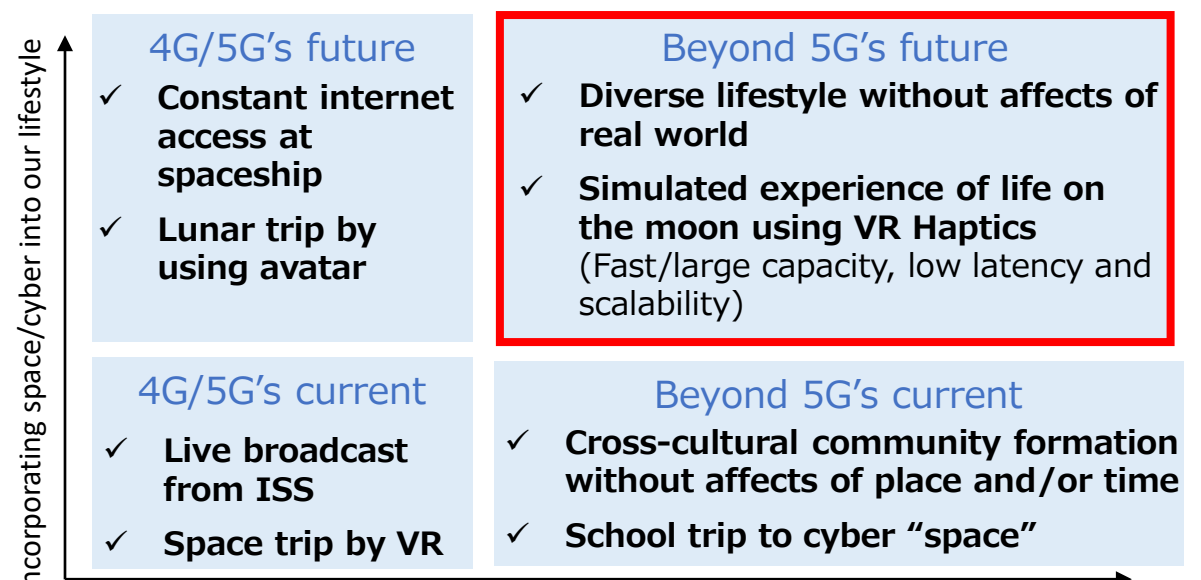 ncorporating space/cyber into our lifestyle
4G/5G’s future
✓ Constant internet
access at
spaceship
✓ Lunar trip by
using avatar
Beyond 5G’s future
✓ Diverse lifestyle without affects of
real world
✓ Simulated experience of life on
the moon using VR Haptics
(Fast/large capacity, low latency and
scalability)
4G/5G’s current
✓ Live broadcast
from ISS
✓ Space trip by VR
Beyond 5G’s current
✓ Cross-cultural community formation
without affects of place and/or time
✓ School trip to cyber “space”